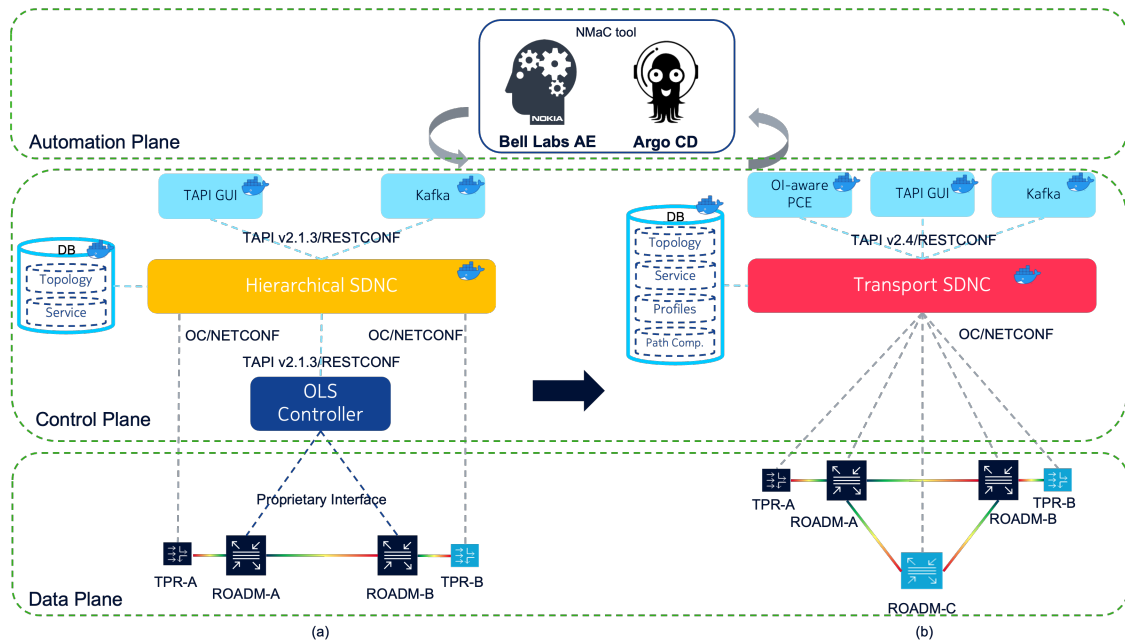 NMaC tool
NOKIA
Bell Labs AE
Argo CD
Automation Plane
TAPI GUI
Kafka
TAPI v2.1.3/RESTCONF
DB
Topology
Service
Hierarchical SDNC
OC/NETCONF
OC/NETCONF
TAPI v2.1.3/RESTCONF
OLS
Controller
Control Plane
OI-aware
PCE
TAPI GUI
Kafka
TAPI v2.4/RESTCONF
DB
Topology
Service
Profiles
Path Comp.
Transport SDNC
OC/NETCONF
Proprietary Interface
TPR-A
ROADM-A
ROADM-B
TPR-B
Data Plane
TPR-A
ROADM-A
ROADM-B
TPR-B
ROADM-C
(a)
(b)